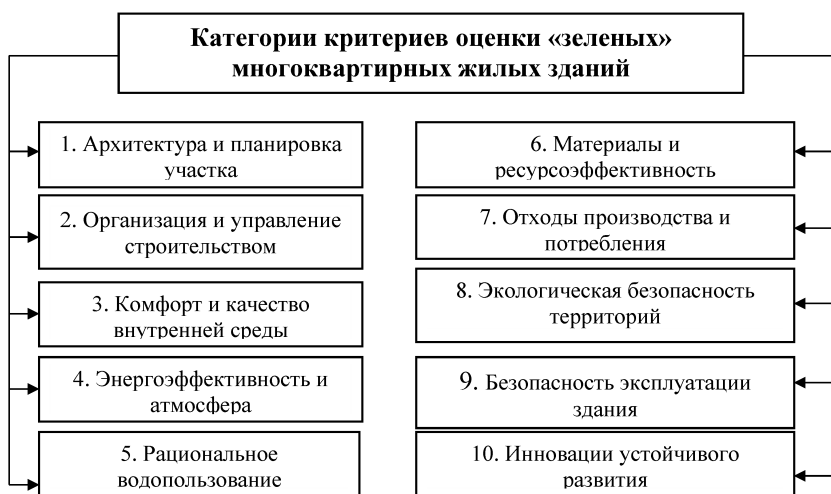 Категории критериев оценки «зеленых»
многоквартирных жилых зданий
1. Архитектура и планировка
участка
2. Организация и управление
строительством
3. Комфорт и качество
внутренней среды
4. Энергоэффективность и
атмосфера
5. Рациональное
водопользование
6. Материалы и
ресурсоэффективность
7. Отходы производства и
потребления
8. Экологическая безопасность
территорий
9. Безопасность эксплуатации
здания
10. Инновации устойчивого
развития